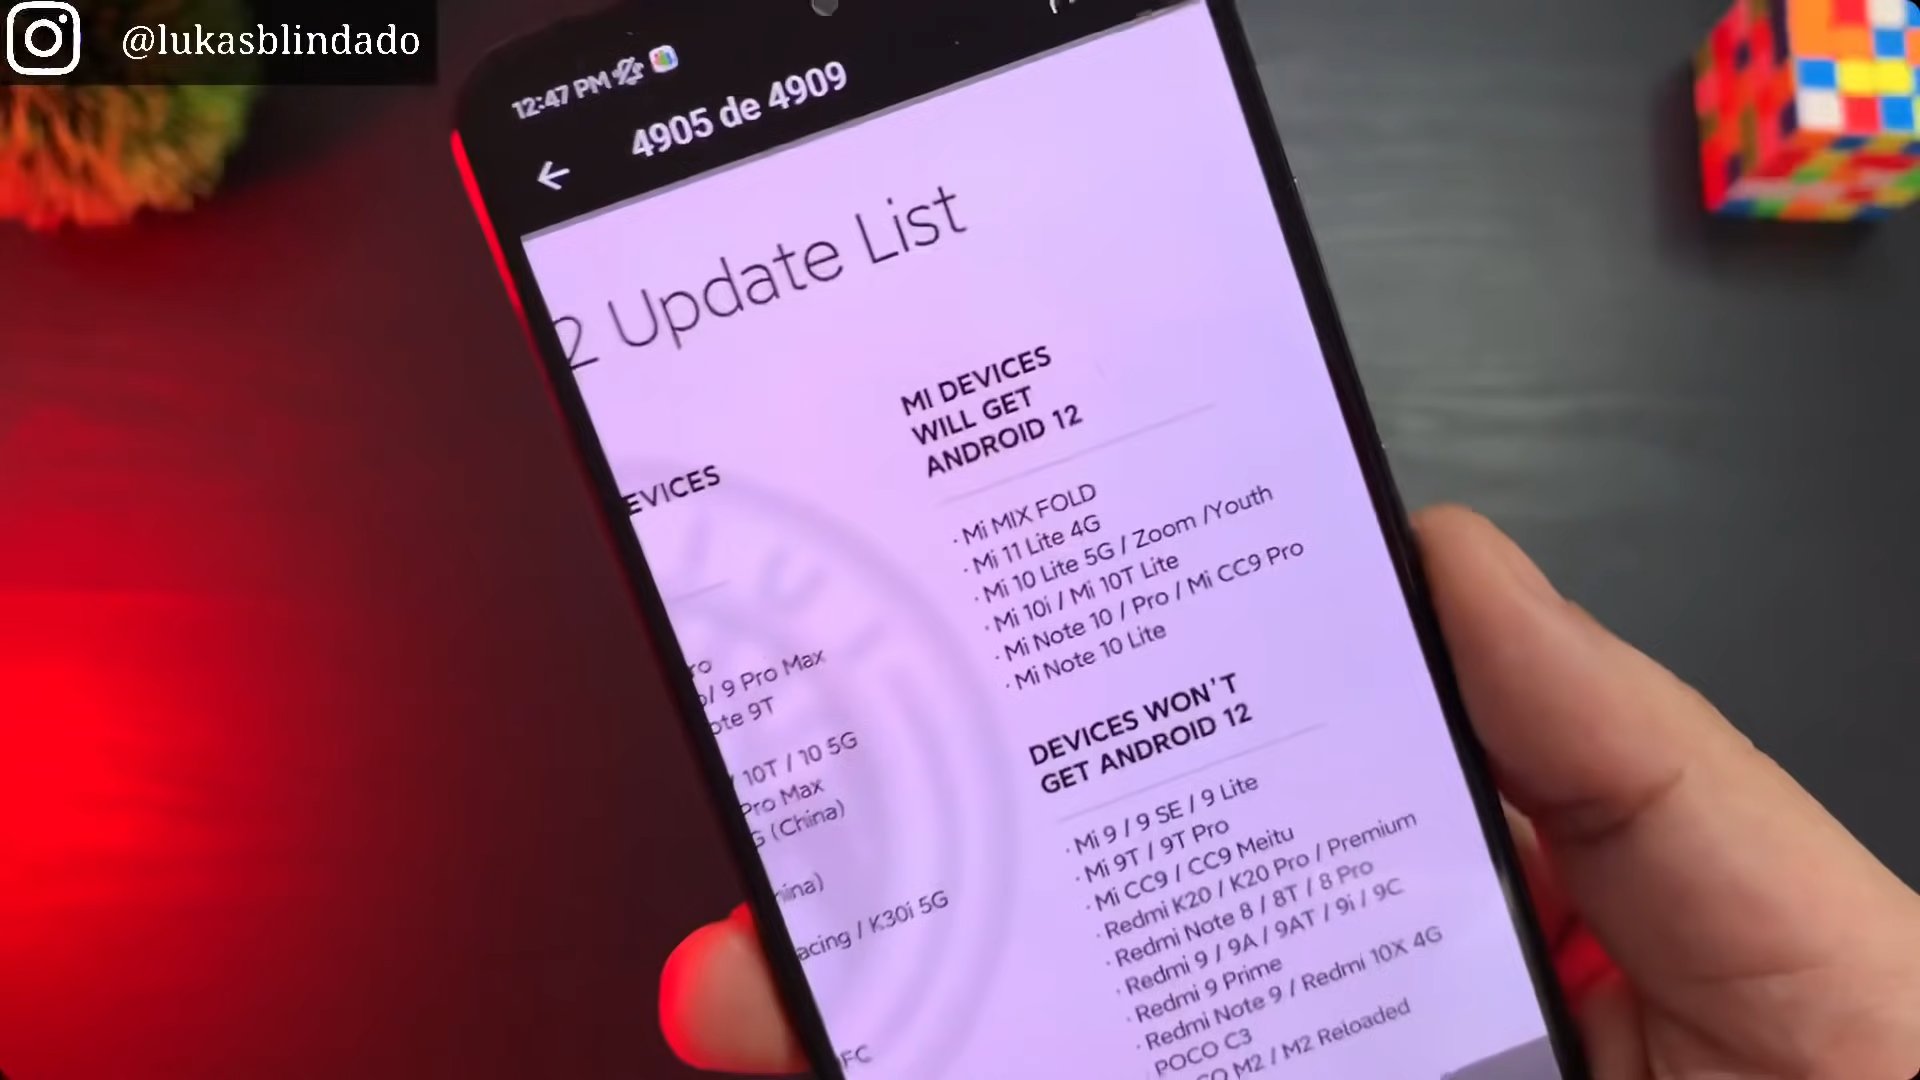 @lukasblindado
12:47 PM
4905 de 4909
2 Update List
EVICES
ro
o/ 9 Pro Max
ote 9T
/ 10T / 10 5G
Pro Max
G (China)
nina)
acing / K30i 5G
FC
MI DEVICES
WILL GET
ANDROID 12
· Mi MIX FOLD
· Mi 11 Lite 4G
· Mi 10 Lite 5G / Zoom /Youth
· Mi 10i / Mi 10T Lite
· Mi Note 10 / Pro / Mi CC9 Pro
· Mi Note 10 Lite
DEVICES WON'T
GET ANDROID 12
· Mi 9 / 9 SE / 9 Lite
· Mi 9T / 9T Pro
· Mi CC9 / CC9 Meitu
· Redmi K20 / K20 Pro / Premium
· Redmi Note 8 / 8T / 8 Pro
· Redmi 9 / 9A / 9AT / 9i / 9C
· Redmi 9 Prime
· Redmi Note 9 / Redmi 10X 4G
POCO C3
CO M2 / M2 Reloaded